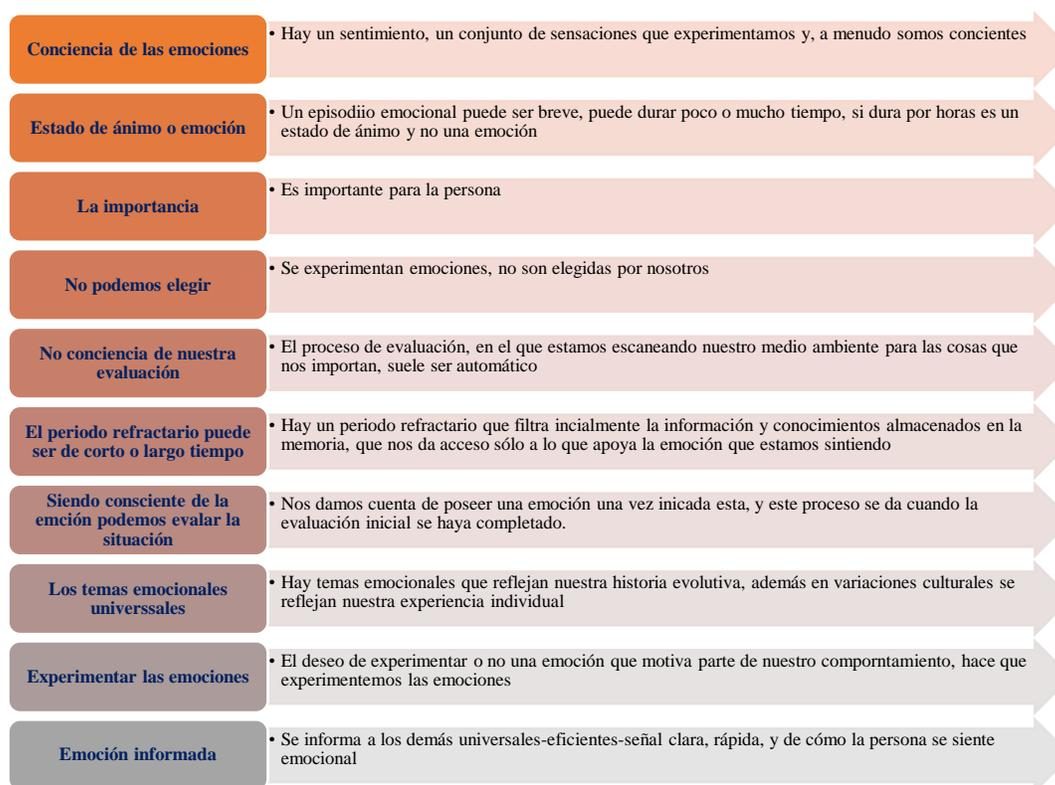 Conciencia de las emociones
• Hay un sentimiento, un conjunto de sensaciones que experimentamos y, a menudo somos concientes
Estado de ánimo o emoción
• Un episodiio emocional puede ser breve, puede durar poco o mucho tiempo, si dura por horas es un
estado de ánimo y no una emoción
La importancia
• Es importante para la persona
No podemos elegir
• Se experimentan emociones, no son elegidas por nosotros
No conciencia de nuestra
evaluación
• El proceso de evaluación, en el que estamos escaneando nuestro medio ambiente para las cosas que
nos importan, suele ser automático
El periodo refractario puede
ser de corto o largo tiempo
• Hay un periodo refractario que filtra incialmente la información y conocimientos almacenados en la
memoria, que nos da acceso sólo a lo que apoya la emoción que estamos sintiendo
Siendo consciente de la
emción podemos evalar la
situación
• Nos damos cuenta de poseer una emoción una vez inicada esta, y este proceso se da cuando la
evaluación inicial se haya completado.
Los temas emocionales
universsales
• Hay temas emocionales que reflejan nuestra historia evolutiva, además en variaciones culturales se
reflejan nuestra experiencia individual
Experimentar las emociones
• El deseo de experimentar o no una emoción que motiva parte de nuestro comporntamiento, hace que
experimentemos las emociones
Emoción informada
• Se informa a los demás universales-eficientes-señal clara, rápida, y de cómo la persona se siente
emocional